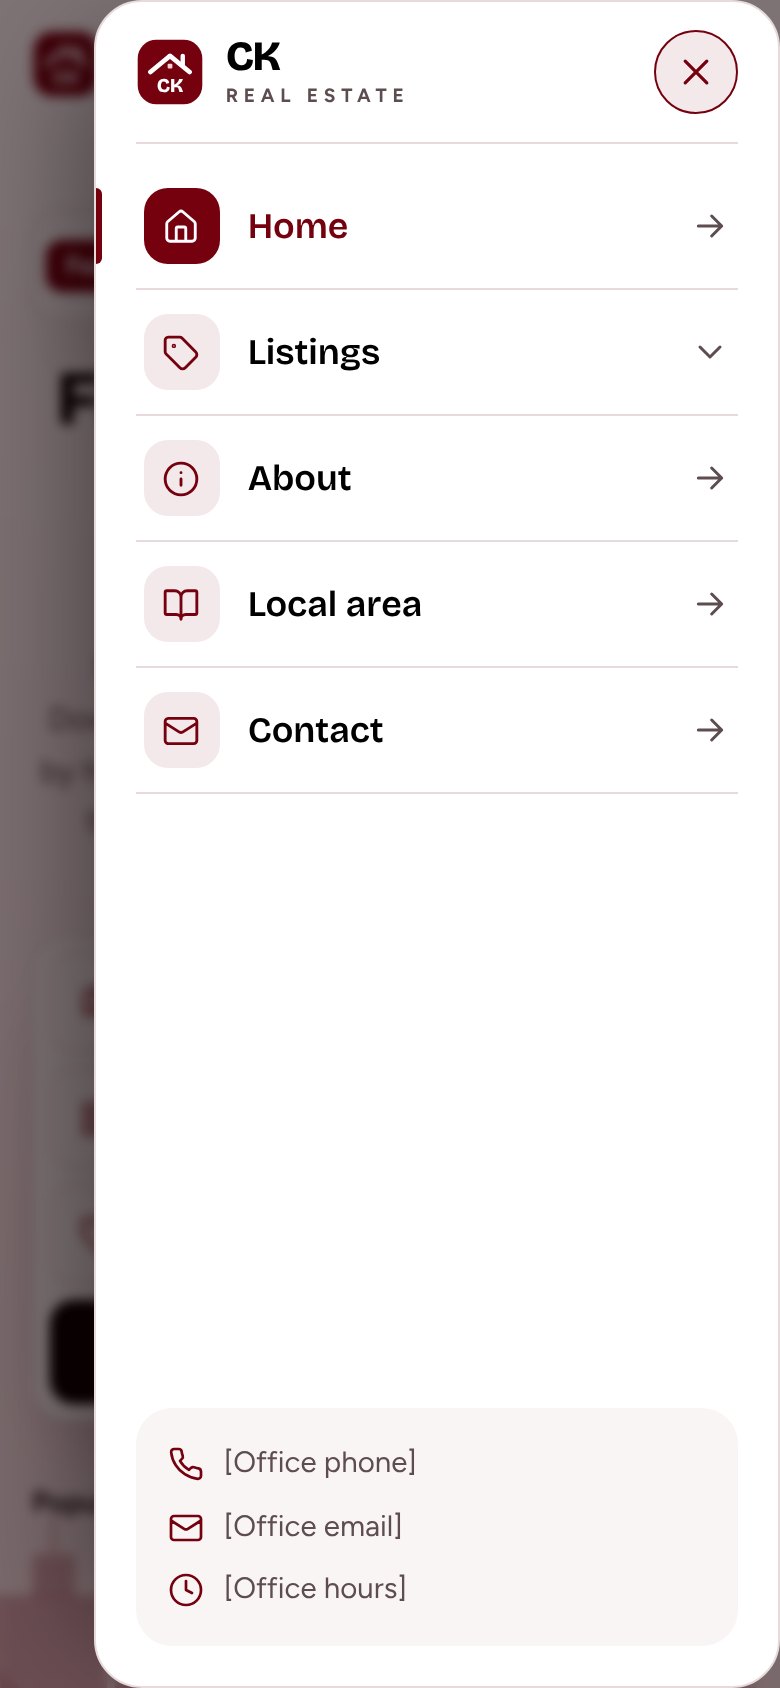 CK
CK
REAL ESTATE
Home
Listings
About
Local area
Contact
[Office phone]
[Office email]
[Office hours]